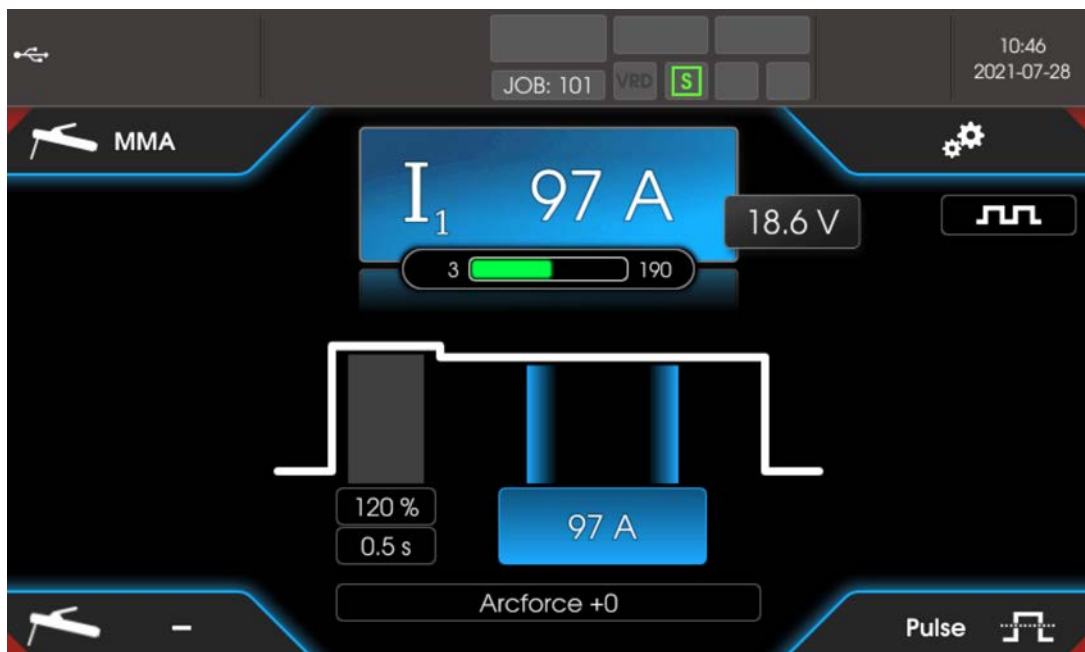 10:46
2021-07-28
JOB: 101
VRD
S
MMA
I1 97 A
18.6 V
3 190
120 %
0.5 s
97 A
Arcforce +0
–
Pulse